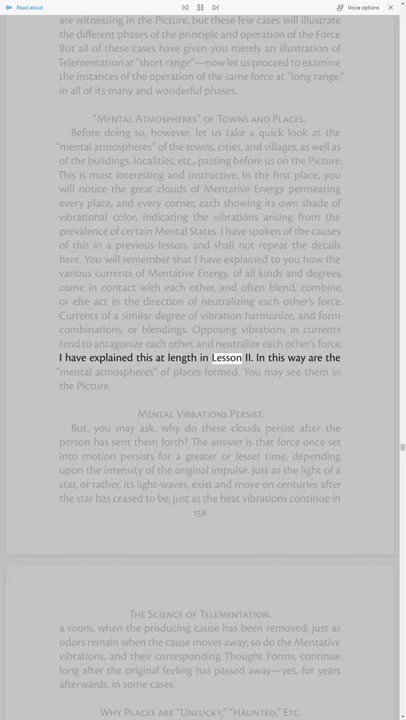 Read aloud
Voice options
are witnessing in the Picture, but these few cases will illustrate
the different phases of the principle and operation of the Force.
But all of these cases have given you merely an illustration of
Telementation at "short range"—now let us proceed to examine
the instances of the operation of the same force at "long range,"
in all of its many and wonderful phases.
"Mental Atmospheres" of Towns and Places.
Before doing so, however, let us take a quick look at the
"mental atmospheres" of the towns, cities, and villages, as well as
of the buildings, localities, etc., passing before us on the Picture.
This is most interesting and instructive. In the first place, you
will notice the great clouds of Mentative Energy permeating
every place, and every corner, each showing its own shade of
vibrational color, indicating the vibrations arising from the
prevalence of certain Mental States. I have spoken of the causes
of this in a previous lesson, and shall not repeat the details
here. You will remember that I have explained to you how the
various currents of Mentative Energy, of all kinds and degrees,
come in contact with each other, and often blend, combine,
or else act in the direction of neutralizing each other's force.
Currents of a similar degree of vibration harmonize, and form
combinations, or blendings. Opposing vibrations in currents
tend to antagonize each other, and neutralize each other's force.
I have explained this at length in Lesson II. In this way are the
"mental atmospheres" of places formed. You may see them in
the Picture.
Mental Vibrations Persist.
But, you may ask, why do these clouds persist after the
person has sent them forth? The answer is that force once set
into motion persists for a greater or lesser time, depending
upon the intensity of the original impulse. Just as the light of a
star, or rather, its light-waves, exist and move on centuries after
the star has ceased to be; just as the heat vibrations continue in
158
The Science of Telementation.
a room, when the producing cause has been removed; just as
odors remain when the cause moves away; so do the Mentative
vibrations, and their corresponding Thought Forms, continue
long after the original feeling has passed away—yes, for years
afterwards, in some cases.
Why Places are "Unlucky," "Haunted," Etc.